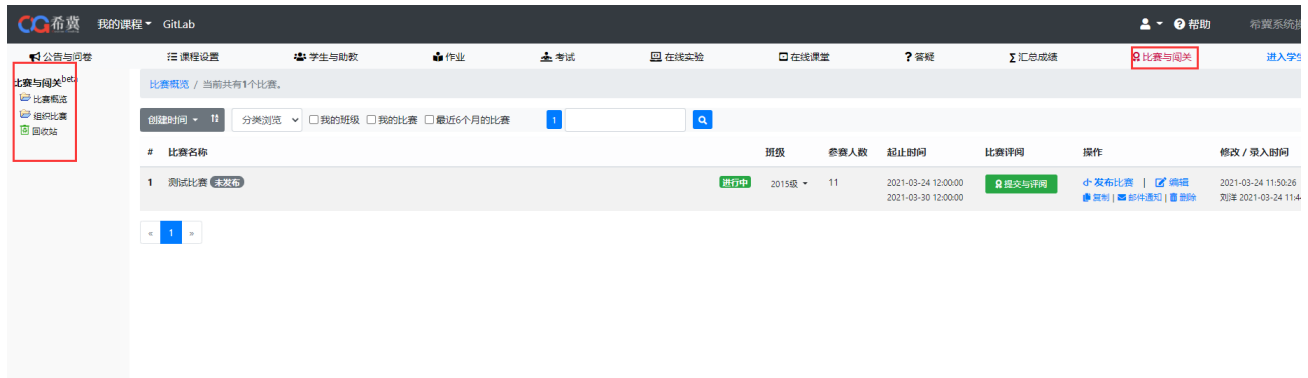 CG希冀 我的课程 GitLab 帮助 希冀系统
公告与问卷 课程设置 学生与助教 作业 考试 在线实验 在线课堂 答疑 汇总成绩 比赛与闯关 进入学
比赛与闯关beta
比赛概览
组织比赛
回收站
比赛概览 / 当前共有1个比赛。
创建时间 分类浏览 我的班级 我的比赛 最近6个月的比赛 1
# 比赛名称 班级 参赛人数 起止时间 比赛评阅 操作 修改 / 录入时间
1 测试比赛 未发布 进行中 2015级 11 2021-03-24 12:00:00 提交与评阅 发布比赛 | 编辑 2021-03-24 11:50:26
2021-03-30 12:00:00 复制 | 邮件通知 | 删除 刘洋 2021-03-24 11:4
« 1 »